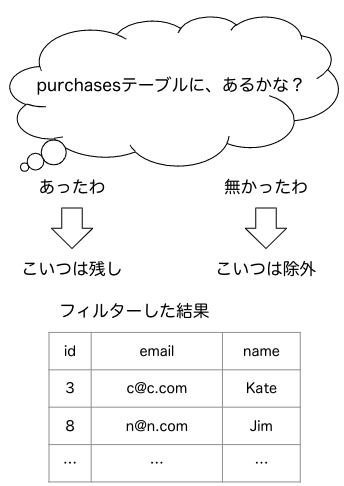 purchasesテーブルに、あるかな？
あったわ 無かったわ
こいつは残し こいつは除外
フィルターした結果
id email name
3 c@c.com Kate
8 n@n.com Jim
… … …